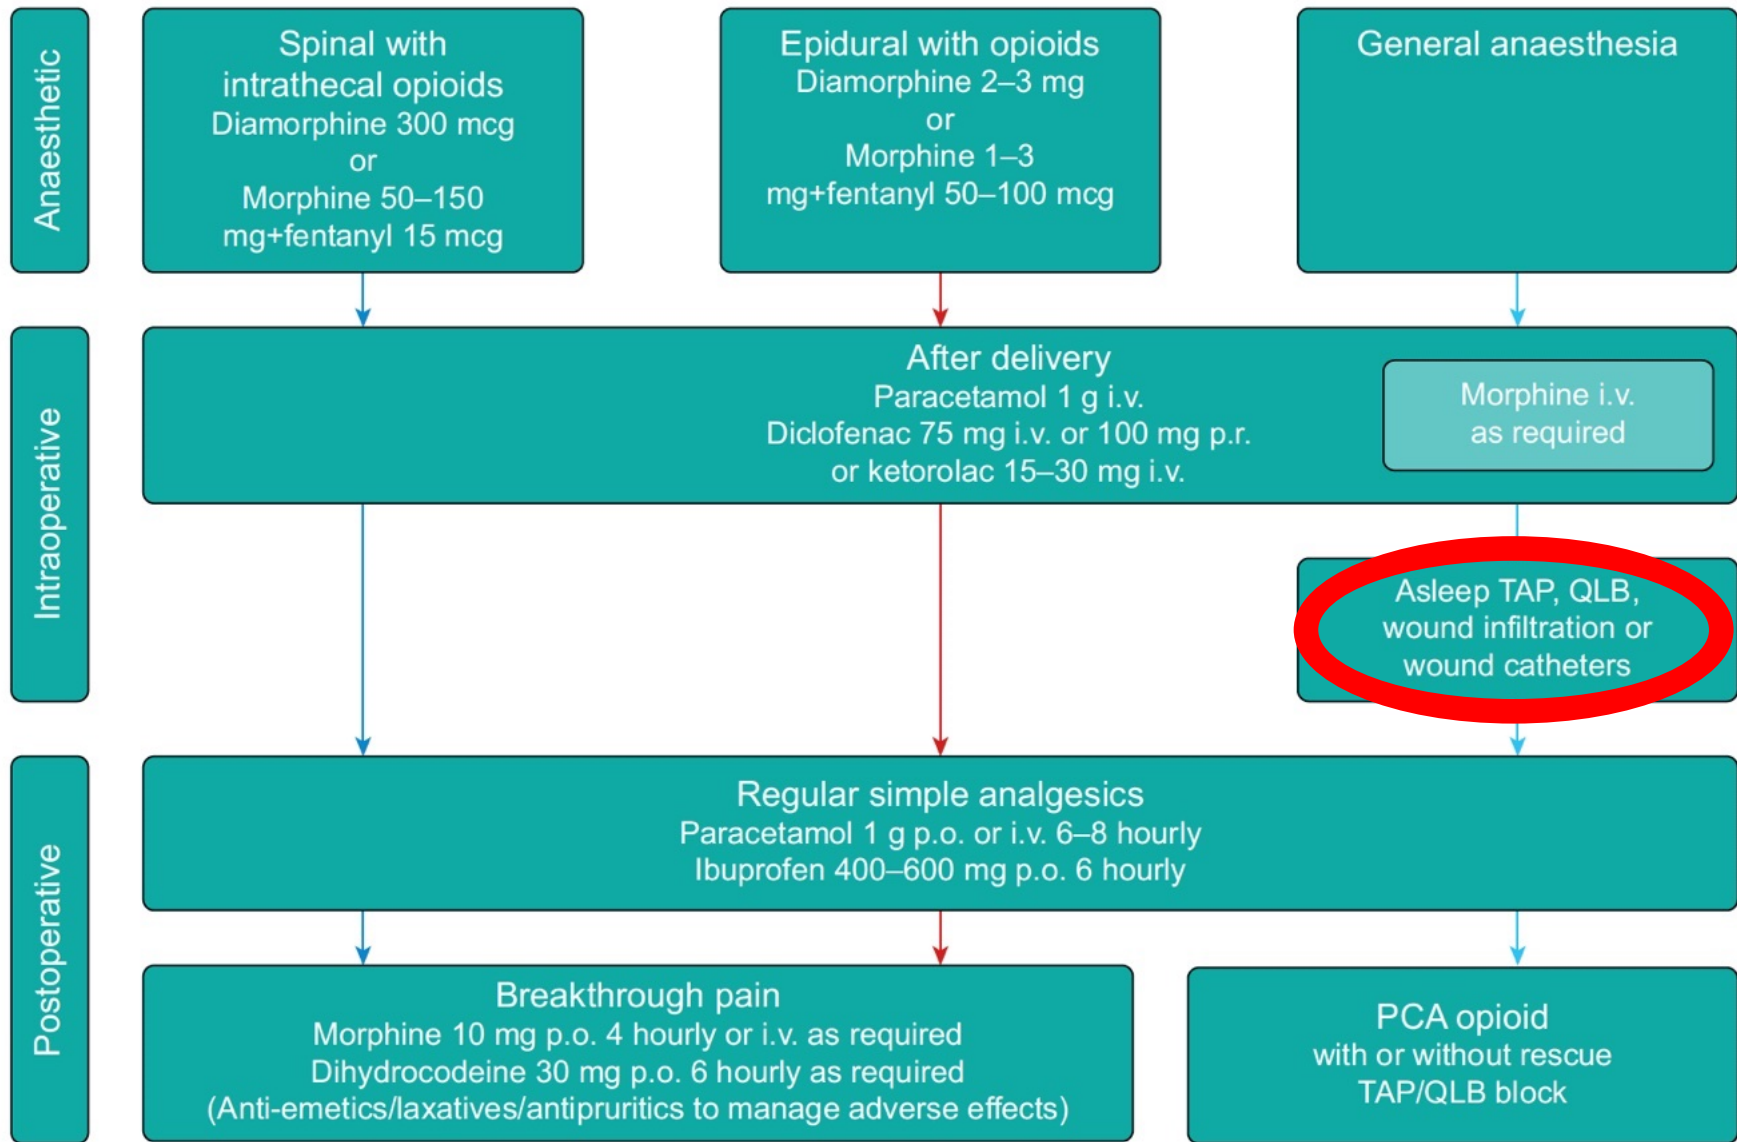 Anaesthetic
Spinal with
intrathecal opioids
Diamorphine 300 mcg
or
Morphine 50–150
mg+fentanyl 15 mcg
Epidural with opioids
Diamorphine 2–3 mg
or
Morphine 1–3
mg+fentanyl 50–100 mcg
General anaesthesia
Intraoperative
After delivery
Paracetamol 1 g i.v.
Diclofenac 75 mg i.v. or 100 mg p.r.
or ketorolac 15–30 mg i.v.
Morphine i.v.
as required
Asleep TAP, QLB,
wound infiltration or
wound catheters
Postoperative
Regular simple analgesics
Paracetamol 1 g p.o. or i.v. 6–8 hourly
Ibuprofen 400–600 mg p.o. 6 hourly
Breakthrough pain
Morphine 10 mg p.o. 4 hourly or i.v. as required
Dihydrocodeine 30 mg p.o. 6 hourly as required
(Anti-emetics/laxatives/antipruritics to manage adverse effects)
PCA opioid
with or without rescue
TAP/QLB block